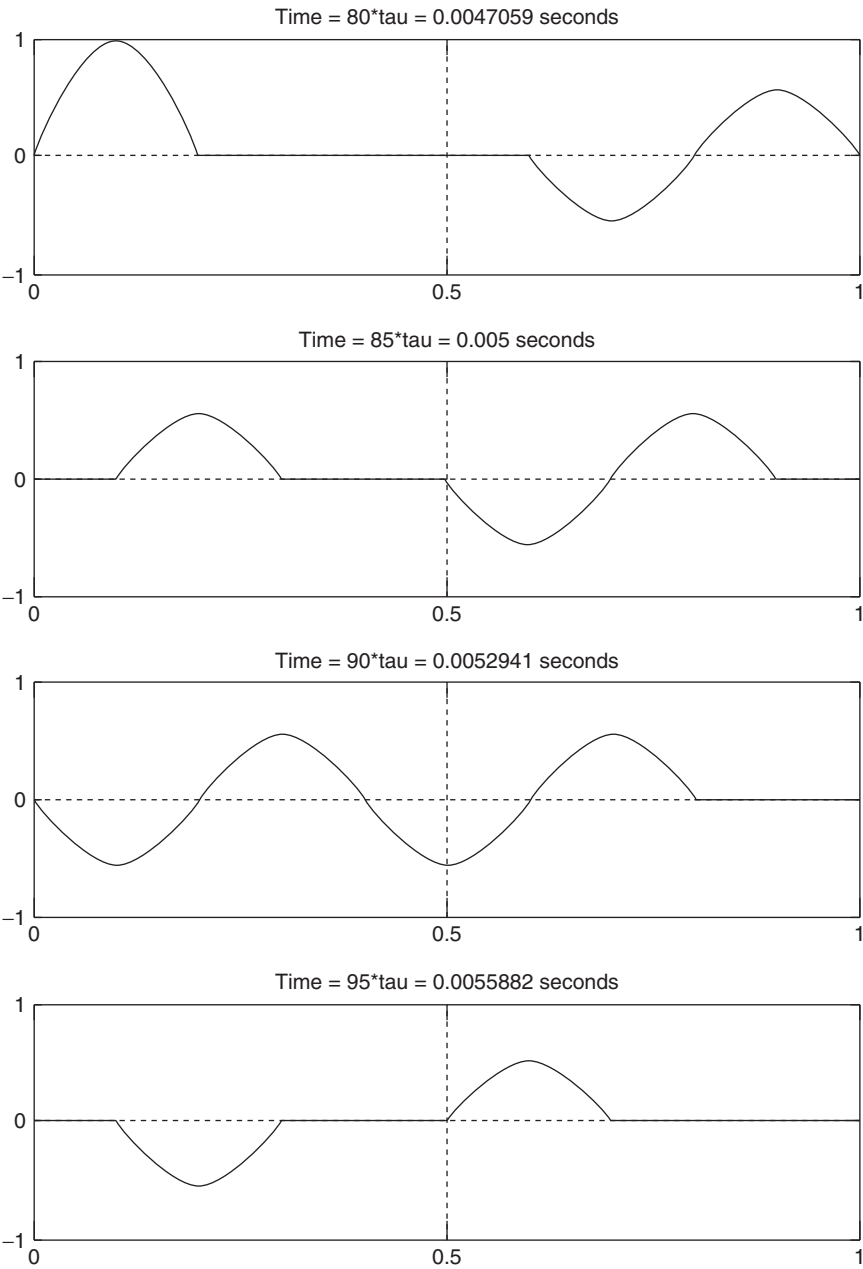 Time = 80*tau = 0.0047059 seconds
1
0
−1
0 0.5 1
Time = 85*tau = 0.005 seconds
1
0
−1
0 0.5 1
Time = 90*tau = 0.0052941 seconds
1
0
−1
0 0.5 1
Time = 95*tau = 0.0055882 seconds
1
0
−1
0 0.5 1